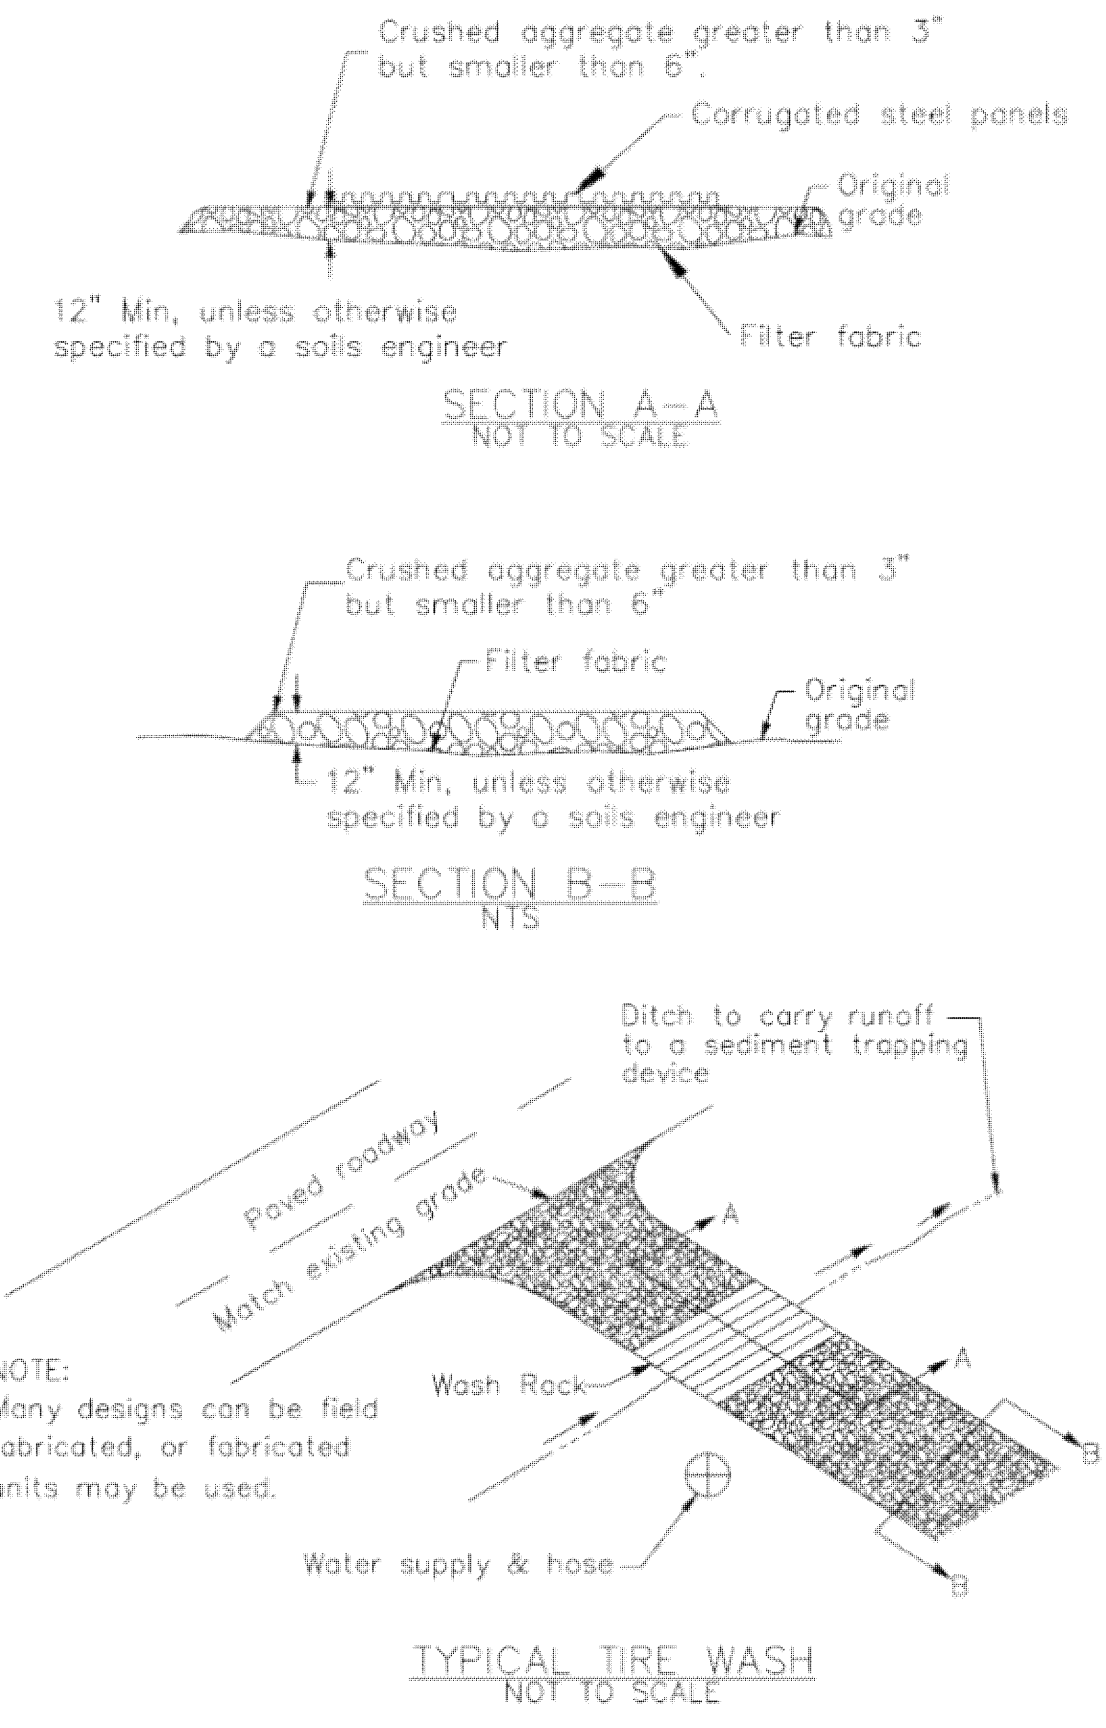 Crushed aggregate greater than 3"
but smaller than 6".
Corrugated steel panels
Original
grade
12" Min, unless otherwise
specified by a soils engineer
Filter fabric
SECTION A-A
NOT TO SCALE
Crushed aggregate greater than 3"
but smaller than 6"
Filter fabric
Original
grade
12" Min, unless otherwise
specified by a soils engineer
SECTION B-B
NTS
Ditch to carry runoff
to a sediment trapping
device
Paved roadway
Match existing grade
A
A
Wash Rack
NOTE:
Many designs can be field
fabricated, or fabricated
units may be used.
B
B
Water supply & hose
TYPICAL TIRE WASH
NOT TO SCALE